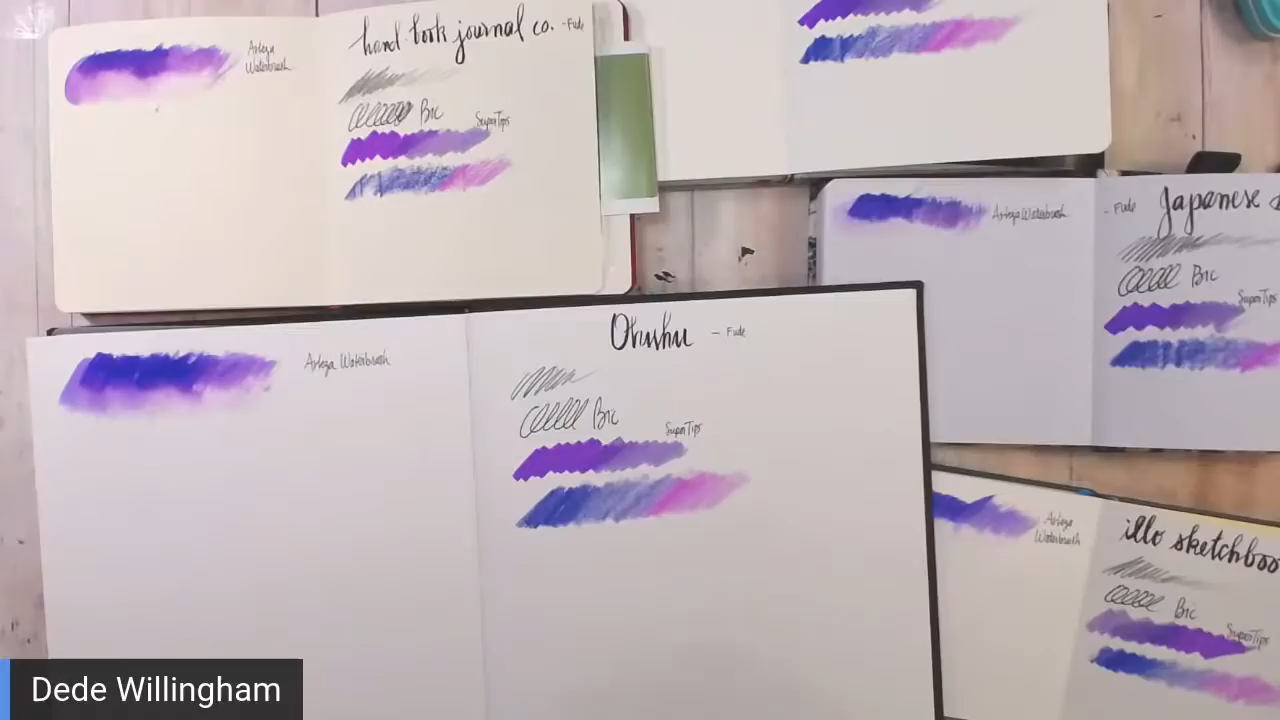 Arteza
Waterbrush
hand book journal co. - Fude
Bic
SuperTips
Arteza Waterbrush
- Fude
Japanese
Bic
SuperTips
Arteza Waterbrush
Ohuhu - Fude
Bic
SuperTips
Arteza
Waterbrush
illo sketchboo
Bic
SuperTips
Dede Willingham